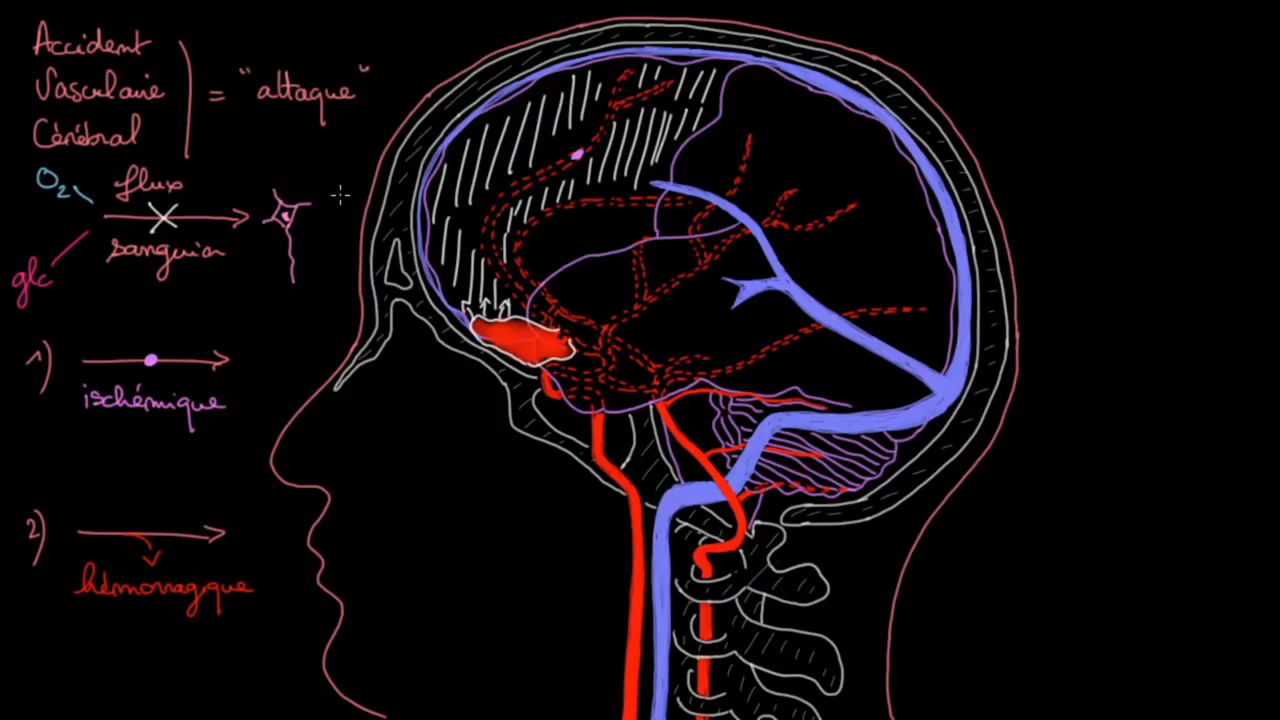 Accident
Vasculaire
Cérébral
= "attaque"
O2
flux
sanguin
glc
1)
ischémique
2)
hémorragique